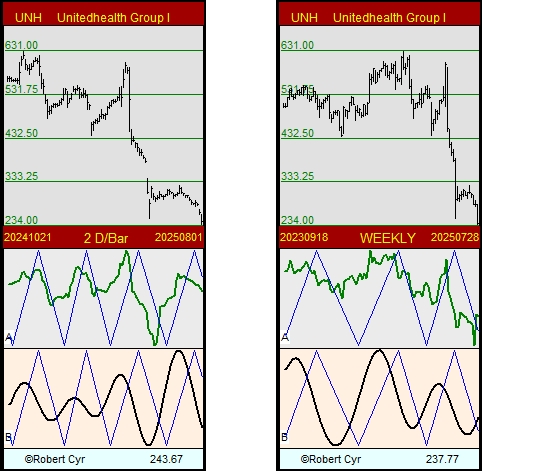 UNH Unitedhealth Group I
631.00
531.75
432.50
333.25
234.00
20241021 2 D/Bar 20250801
A
B
©Robert Cyr 243.67
UNH Unitedhealth Group I
631.00
531.75
432.50
333.25
234.00
20230918 WEEKLY 20250728
A
B
©Robert Cyr 237.77